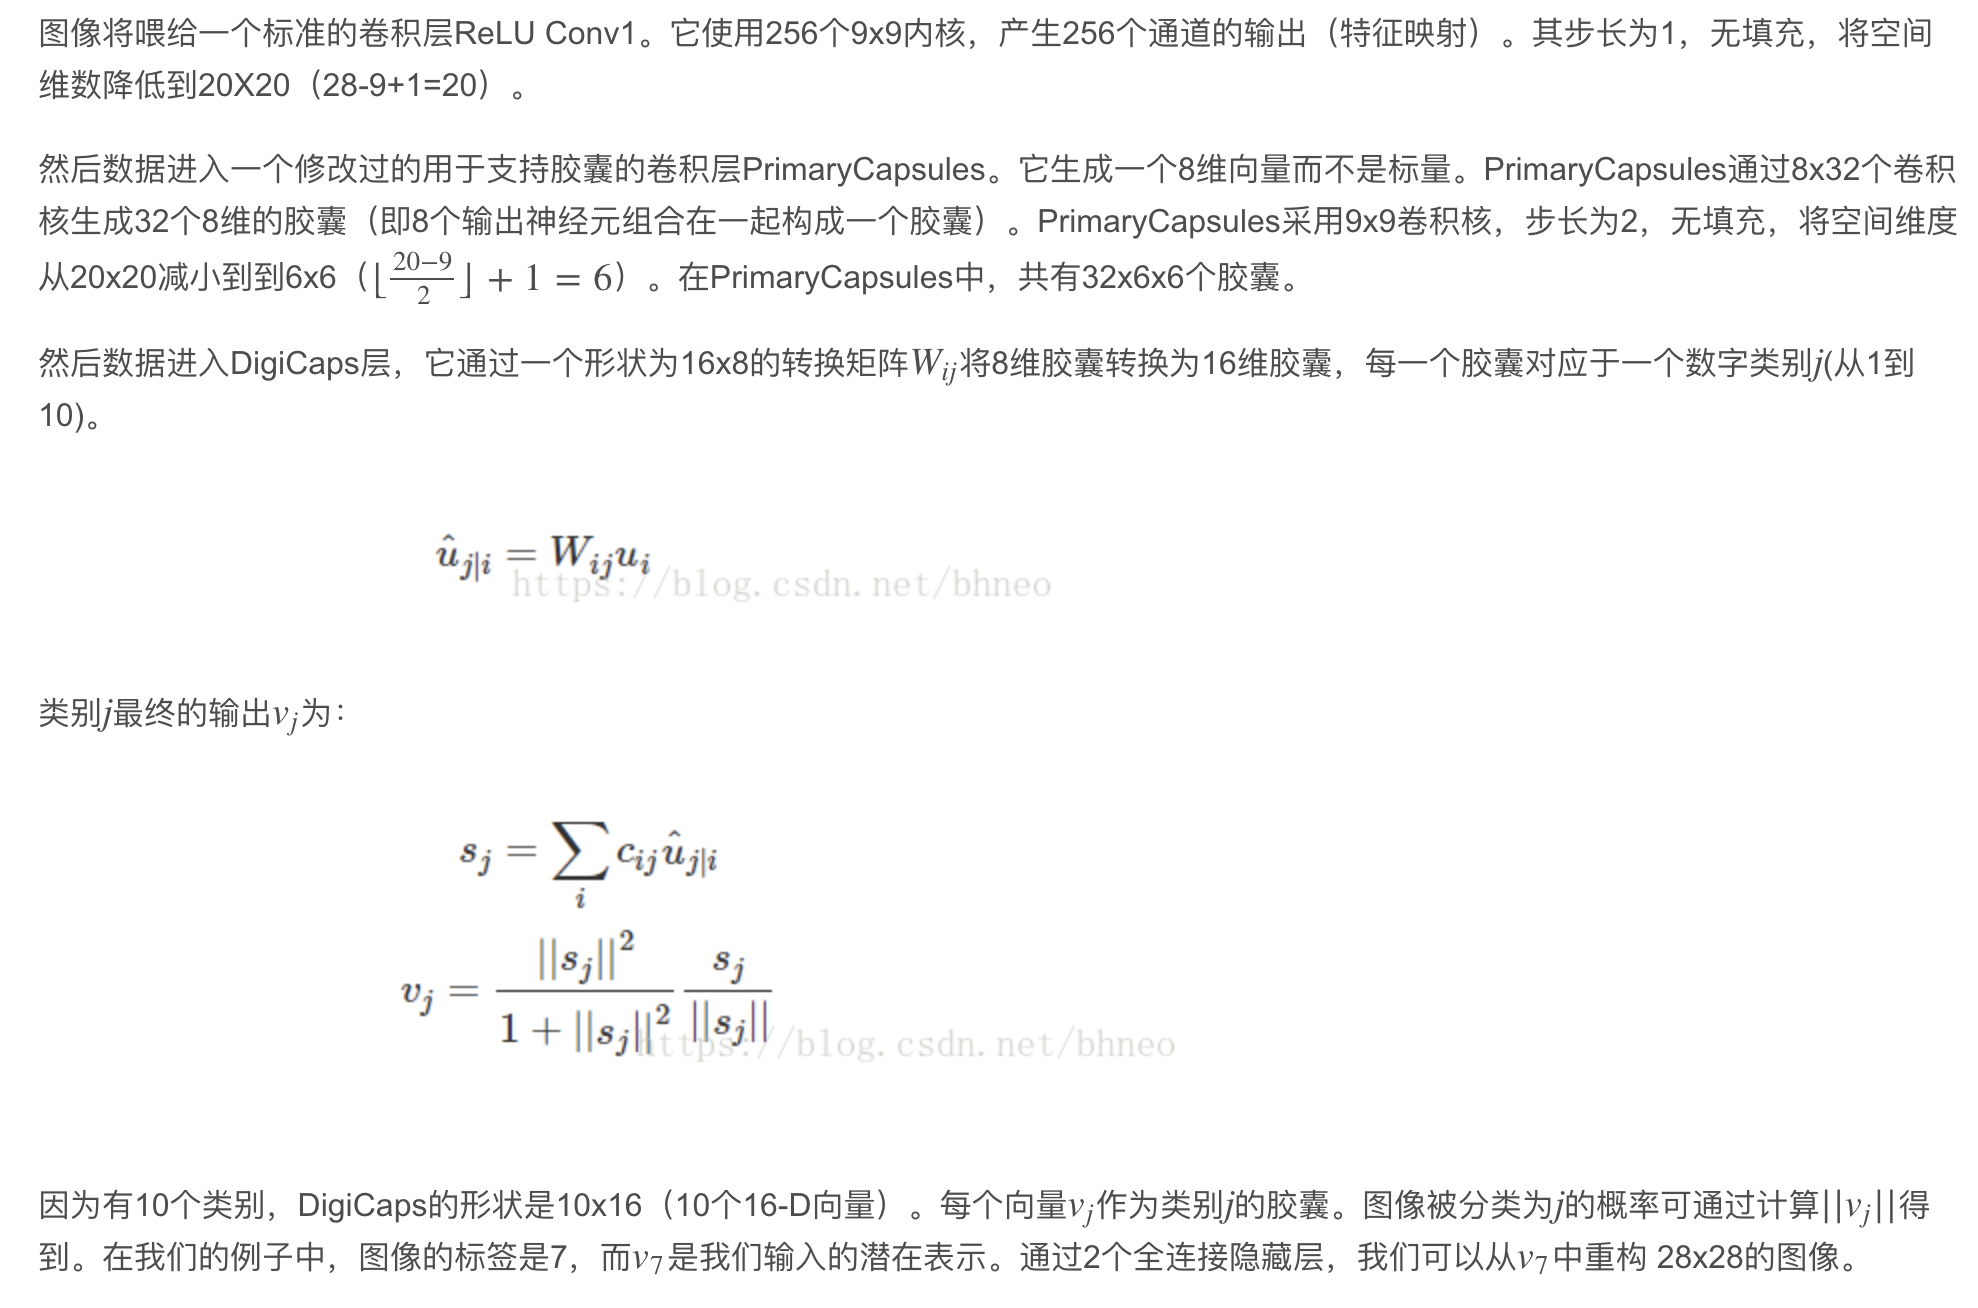 图像将喂给一个标准的卷积层ReLU Conv1。它使用256个9x9内核，产生256个通道的输出（特征映射）。其步长为1，无填充，将空间
维数降低到20X20（28-9+1=20）。
然后数据进入一个修改过的用于支持胶囊的卷积层PrimaryCapsules。它生成一个8维向量而不是标量。PrimaryCapsules通过8x32个卷积
核生成32个8维的胶囊（即8个输出神经元组合在一起构成一个胶囊）。PrimaryCapsules采用9x9卷积核，步长为2，无填充，将空间维度
从20x20减小到到6x6（⌊\frac{20−9}{2}⌋ + 1 = 6）。在PrimaryCapsules中，共有32x6x6个胶囊。
然后数据进入DigiCaps层，它通过一个形状为16x8的转换矩阵W_{ij}将8维胶囊转换为16维胶囊，每一个胶囊对应于一个数字类别j(从1到
10)。
\hat{u}_{j|i} = W_{ij}u_i
https://blog.csdn.net/bhneo
类别j最终的输出v_j为：
s_j = \sum_i c_{ij}\hat{u}_{j|i}
v_j = \frac{||s_j||^2}{1 + ||s_j||^2} \frac{s_j}{||s_j||}
https://blog.csdn.net/bhneo
因为有10个类别，DigiCaps的形状是10x16（10个16-D向量）。每个向量v_j作为类别j的胶囊。图像被分类为j的概率可通过计算||v_j||得
到。在我们的例子中，图像的标签是7，而v_7是我们输入的潜在表示。通过2个全连接隐藏层，我们可以从v_7中重构 28x28的图像。